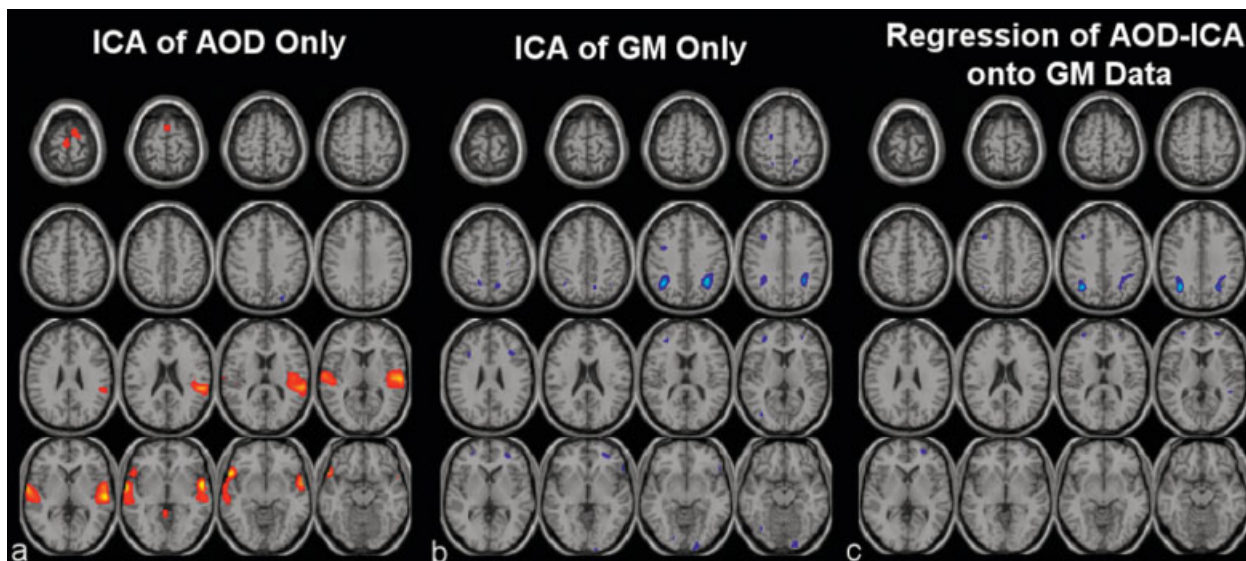 ICA of AOD Only
ICA of GM Only
Regression of AOD-ICA
onto GM Data
a
b
c